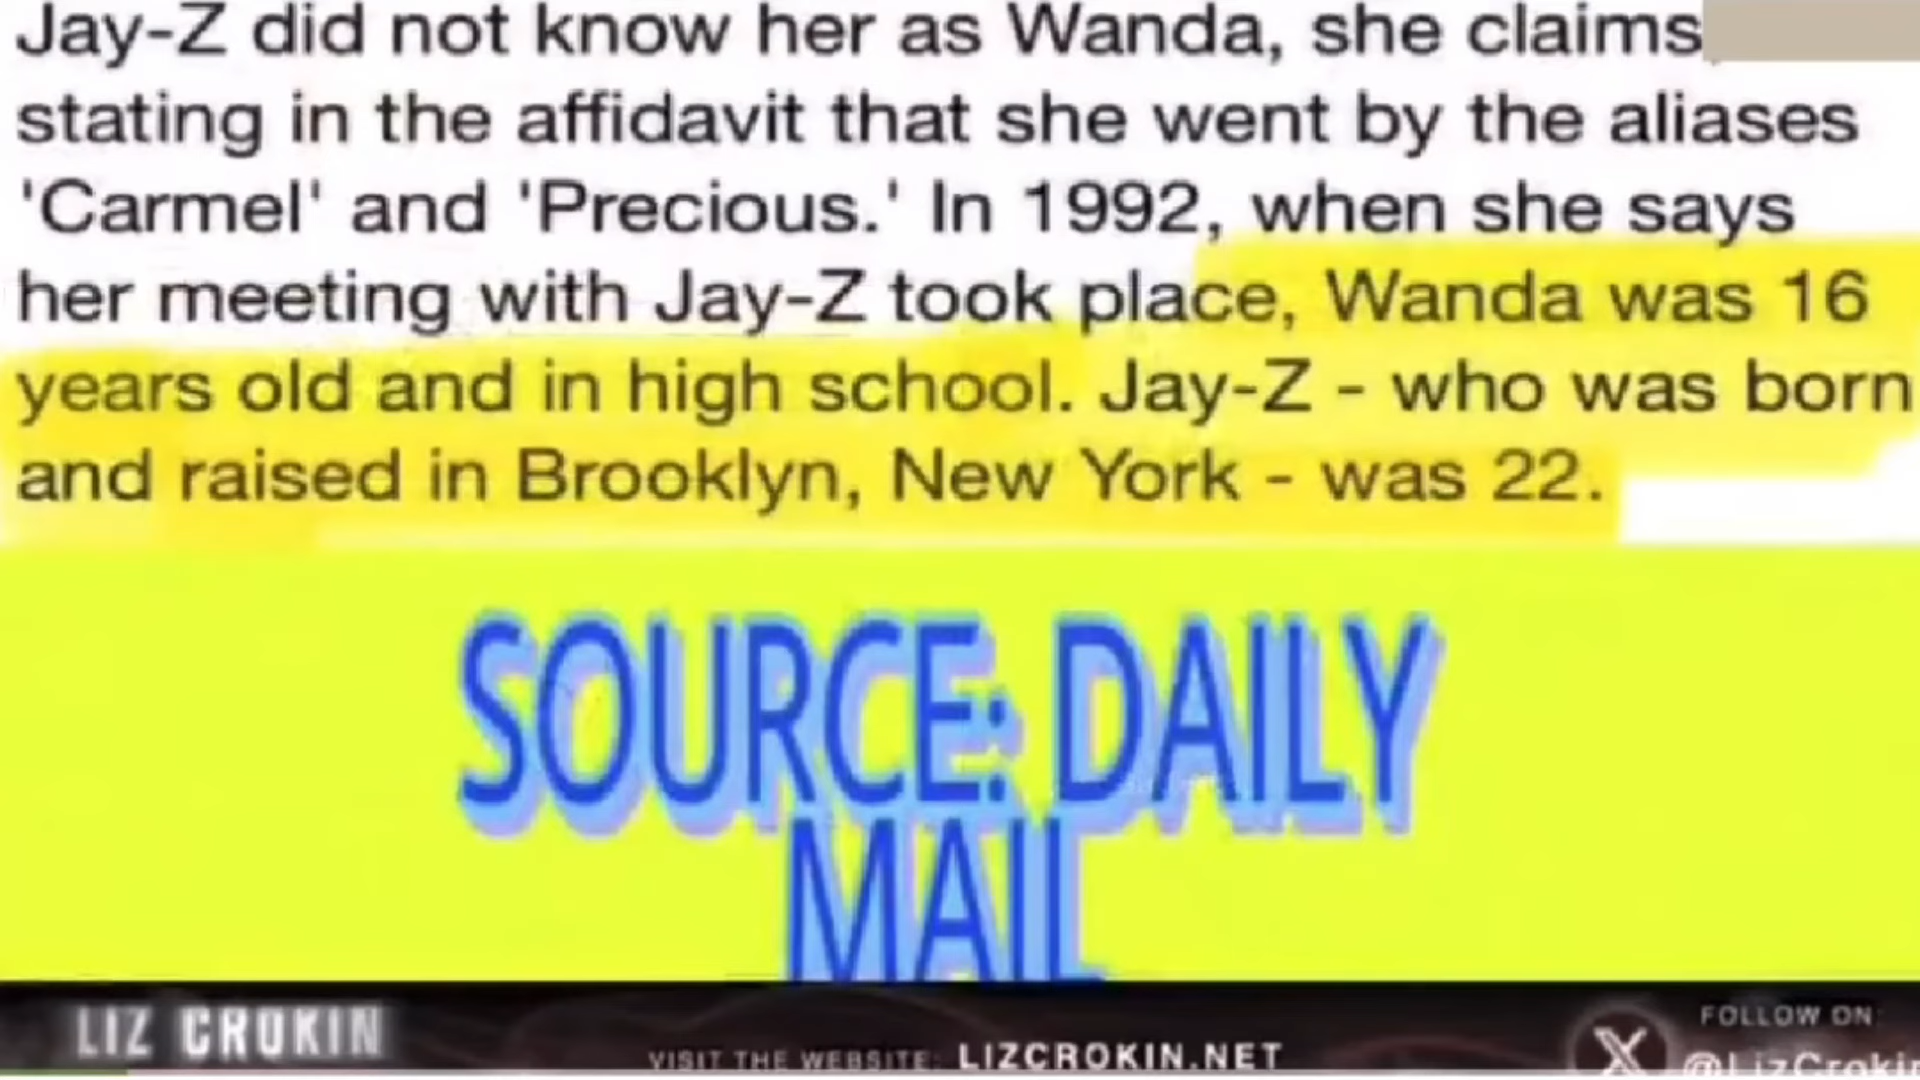 Jay-Z did not know her as Wanda, she claims,
stating in the affidavit that she went by the aliases
'Carmel' and 'Precious.' In 1992, when she says
her meeting with Jay-Z took place, Wanda was 16
years old and in high school. Jay-Z - who was born
and raised in Brooklyn, New York - was 22.
SOURCE: DAILY
MAIL
LIZ CROKIN
VISIT THE WEBSITE: LIZCROKIN.NET
FOLLOW ON:
X
@LizCrokin